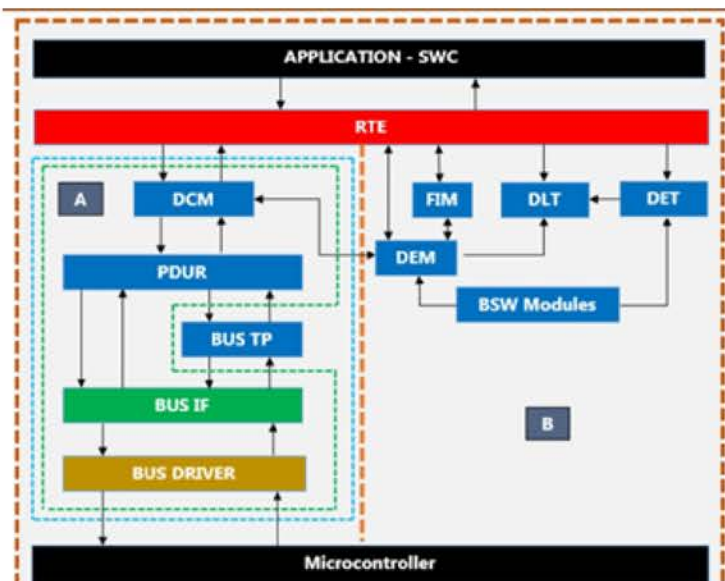 APPLICATION - SWC
RTE
A
DCM
FIM
DLT
DET
PDUR
DEM
BSW Modules
BUS TP
BUS IF
B
BUS DRIVER
Microcontroller